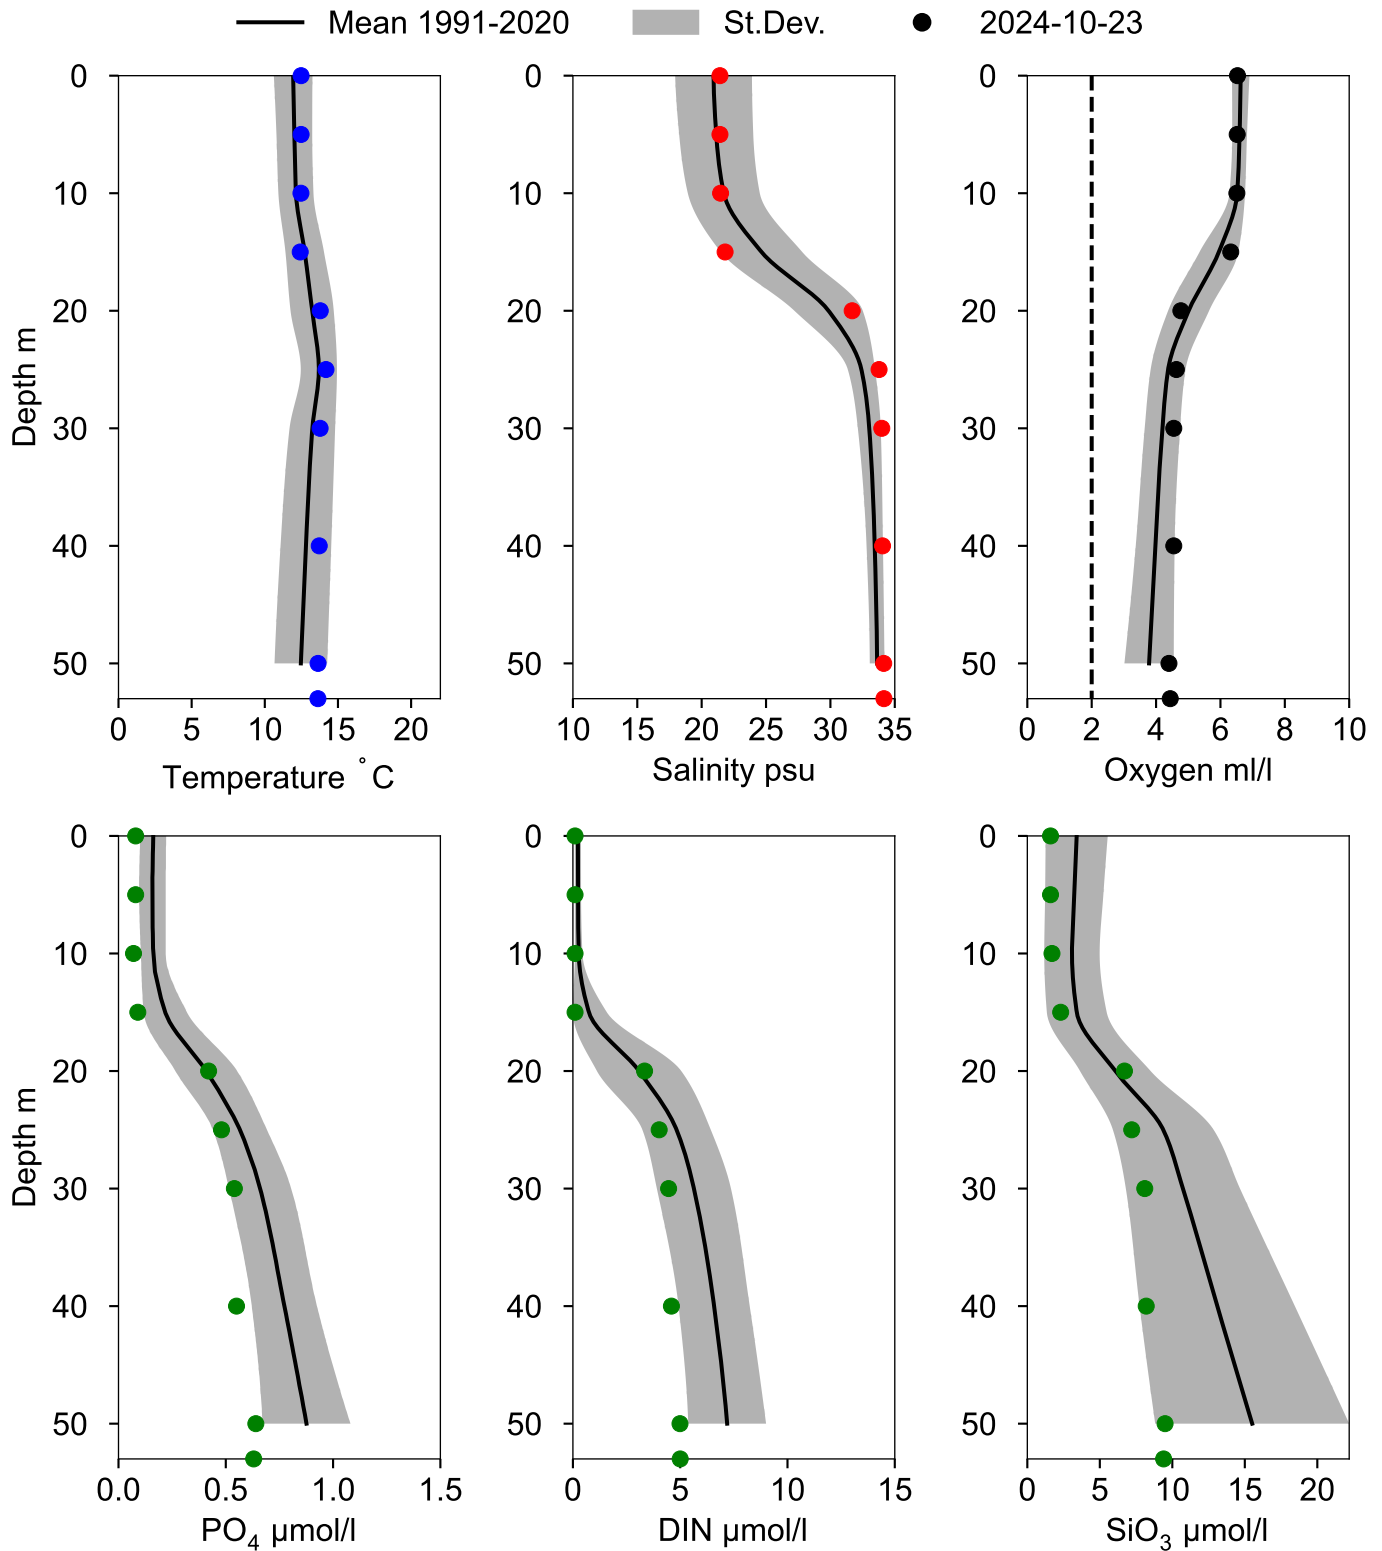 Mean 1991-2020 St.Dev. 2024-10-23
0 0 0
10 10 10
20 20 20
30 30 30
40 40 40
50 50 50
Depth m
0 5 10 15 20 10 15 20 25 30 35 0 2 4 6 8 10
Temperature °C Salinity psu Oxygen ml/l
0 0 0
10 10 10
20 20 20
30 30 30
40 40 40
50 50 50
Depth m
0.0 0.5 1.0 1.5 0 5 10 15 0 5 10 15 20
PO₄ µmol/l DIN µmol/l SiO₃ µmol/l